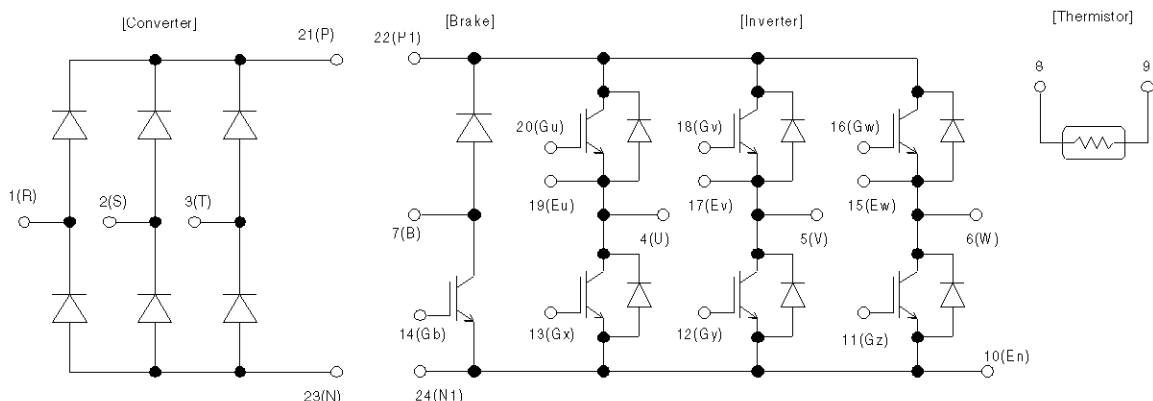 [Converter]
[Brake]
[Inverter]
[Thermistor]
21(P)
22(P1)
8
9
20(Gu)
18(Gv)
16(Gw)
1(R)
2(S)
3(T)
19(Eu)
17(Ev)
15(Ew)
7(B)
4(U)
5(V)
6(W)
14(Gb)
13(Gx)
12(Gy)
11(Gz)
10(En)
23(N)
24(N1)